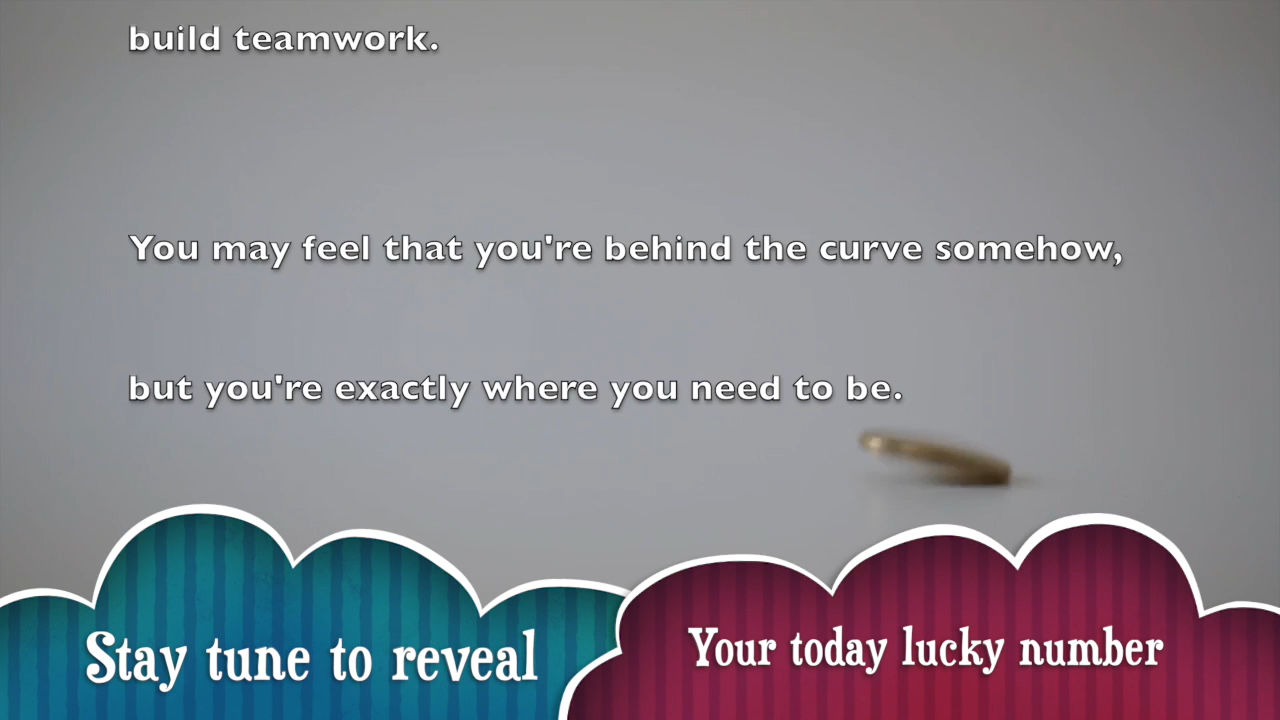 build teamwork.
You may feel that you're behind the curve somehow,
but you're exactly where you need to be.
Stay tune to reveal
Your today lucky number